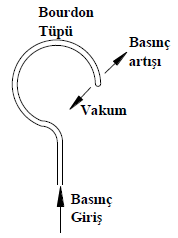 Bourdon
Tüpü
Basınç
artışı
Vakum
Basınç
Giriş